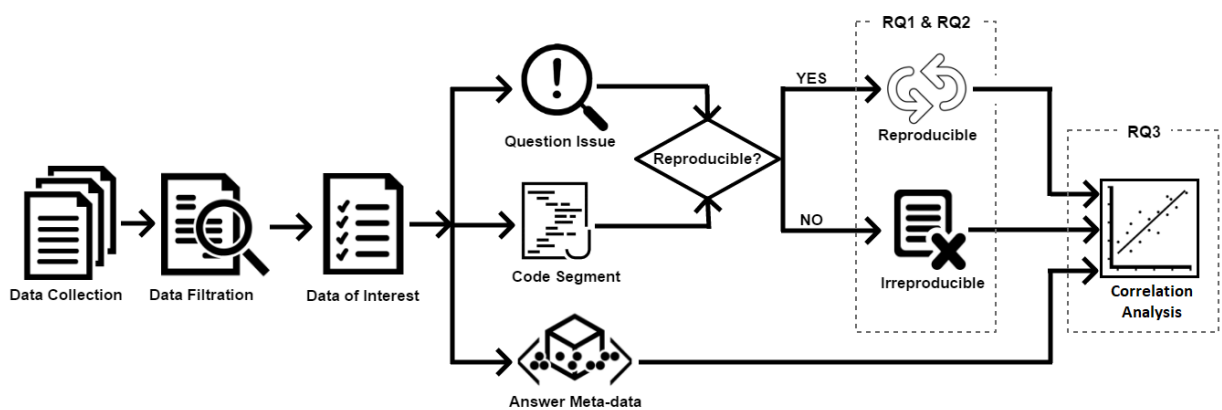 RQ1 & RQ2
YES
Question Issue
Reproducible?
Reproducible
RQ3
NO
Data Collection
Data Filtration
Data of Interest
Code Segment
Irreproducible
Correlation
Analysis
Answer Meta-data